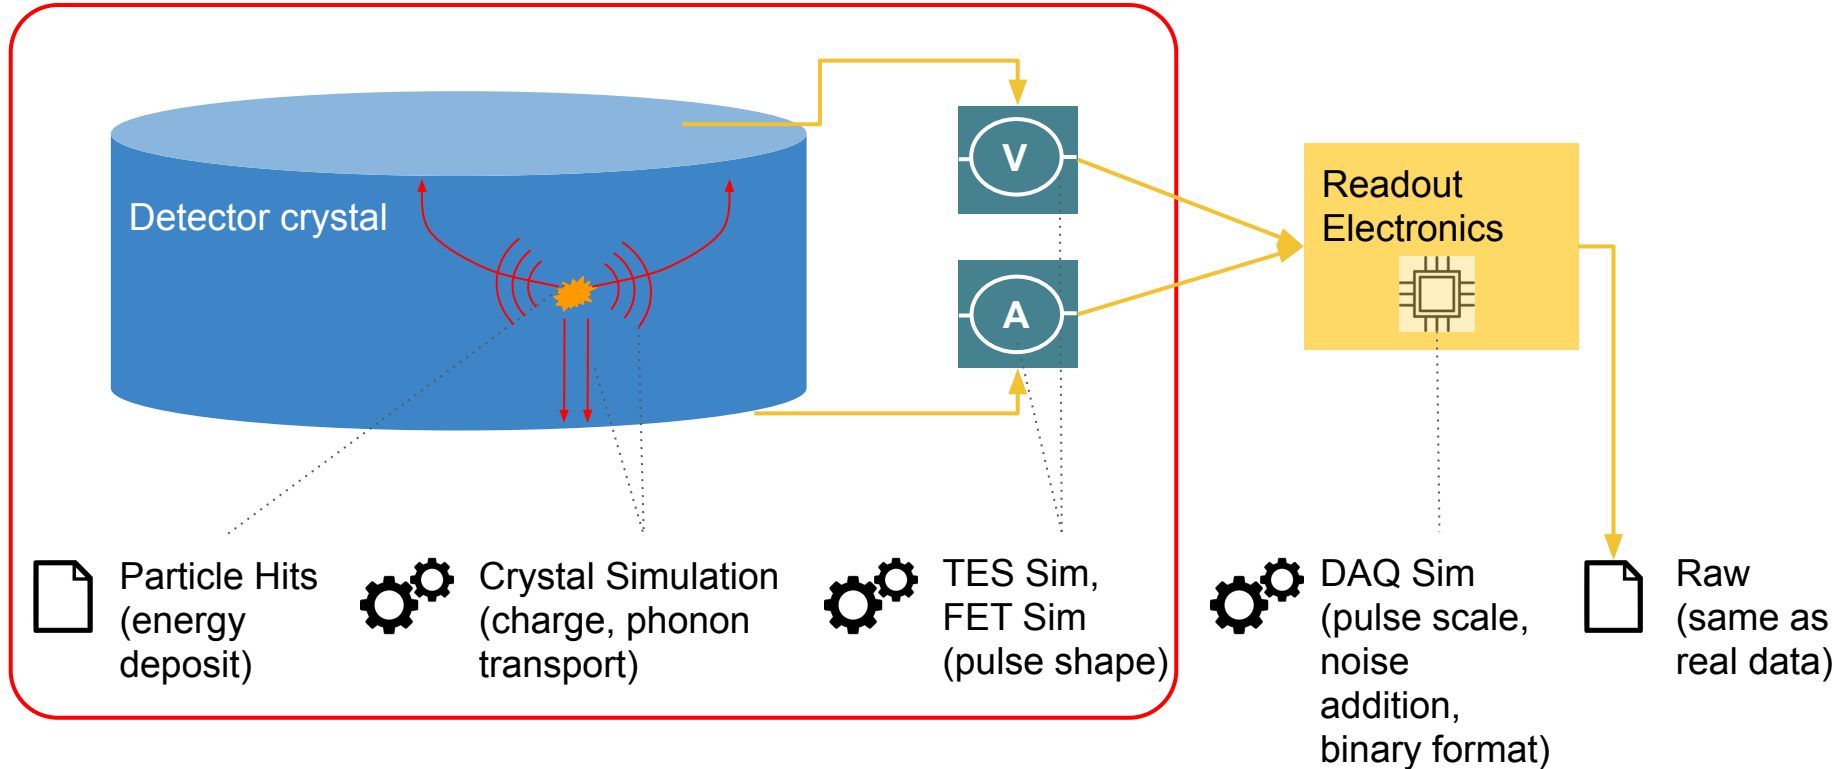 Detector crystal
V
A
Readout
Electronics
Particle Hits
(energy
deposit)
Crystal Simulation
(charge, phonon
transport)
TES Sim,
FET Sim
(pulse shape)
DAQ Sim
(pulse scale,
noise
addition,
binary format)
Raw
(same as
real data)